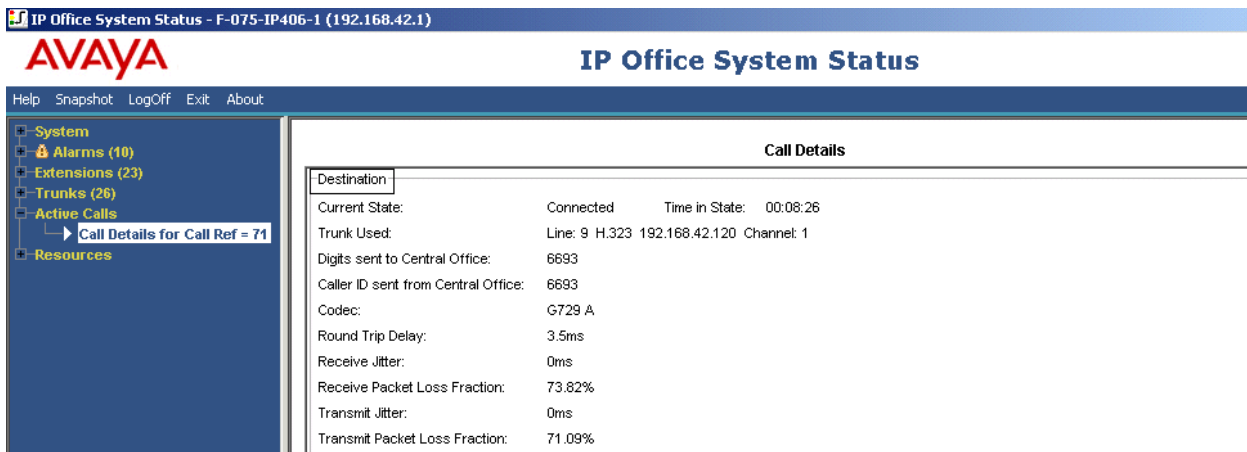 IP Office System Status - F-075-IP406-1 (192.168.42.1)
AVAYA
IP Office System Status
Help Snapshot LogOff Exit About
System
Alarms (10)
Extensions (23)
Trunks (26)
Active Calls
Call Details for Call Ref = 71
Resources
Call Details
Destination
Current State: Connected Time in State: 00:08:26
Trunk Used: Line: 9 H.323 192.168.42.120 Channel: 1
Digits sent to Central Office: 6693
Caller ID sent from Central Office: 6693
Codec: G729 A
Round Trip Delay: 3.5ms
Receive Jitter: 0ms
Receive Packet Loss Fraction: 73.82%
Transmit Jitter: 0ms
Transmit Packet Loss Fraction: 71.09%